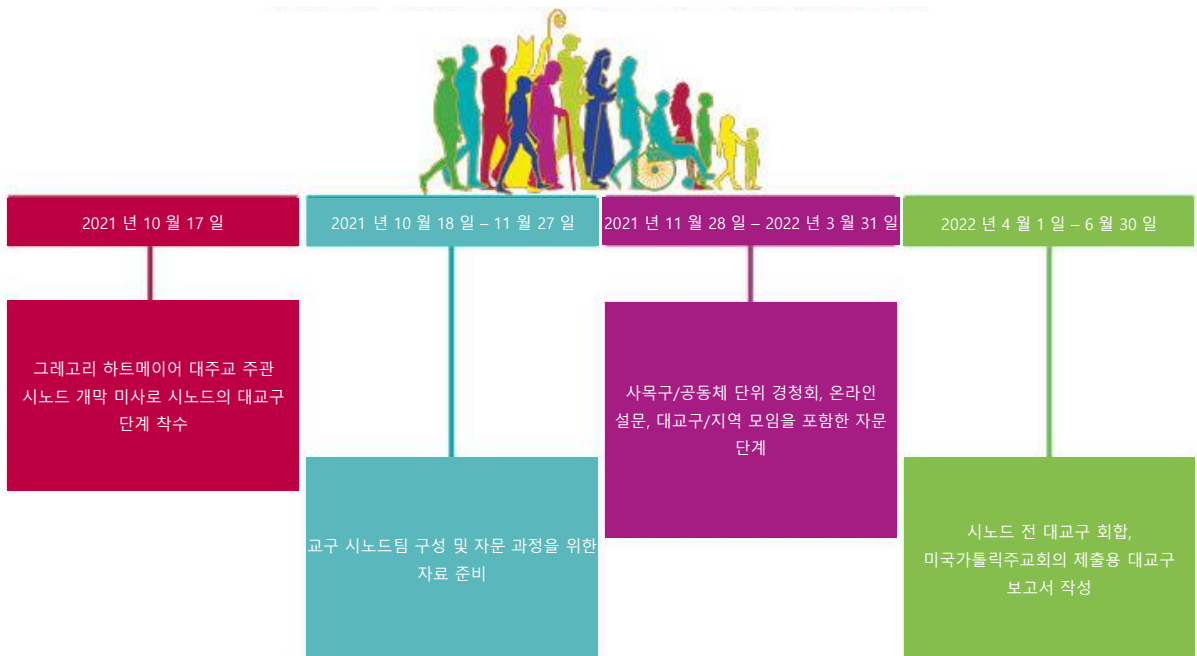 2021 년 10 월 17 일
2021 년 10 월 18 일 – 11 월 27 일
2021 년 11 월 28 일 – 2022 년 3 월 31 일
2022 년 4 월 1 일 – 6 월 30 일
그레고리 하트메이어 대주교 주관
시노드 개막 미사로 시노드의 대교구
단계 착수
교구 시노드팀 구성 및 자문 과정을 위한
자료 준비
사목구/공동체 단위 경청회, 온라인
설문, 대교구/지역 모임을 포함한 자문
단계
시노드 전 대교구 회합,
미국가톨릭주교회의 제출용 대교구
보고서 작성